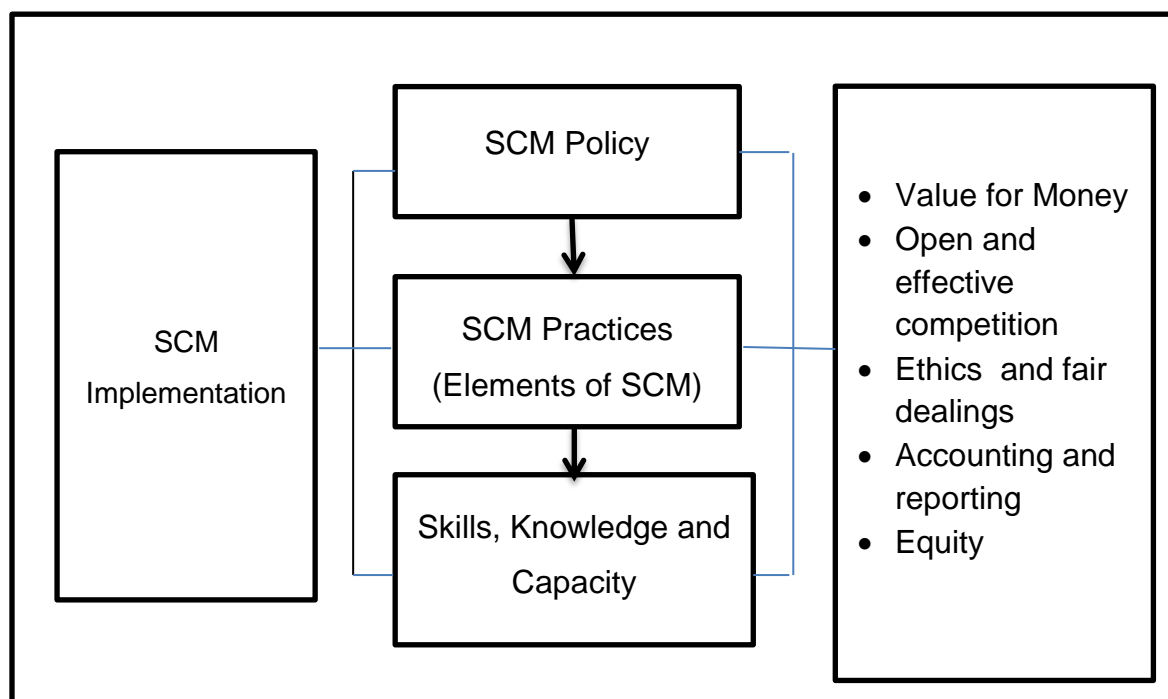 SCM
Implementation
SCM Policy
SCM Practices
(Elements of SCM)
Skills, Knowledge and
Capacity
• Value for Money
• Open and
effective
competition
• Ethics  and fair
dealings
• Accounting and
reporting
• Equity